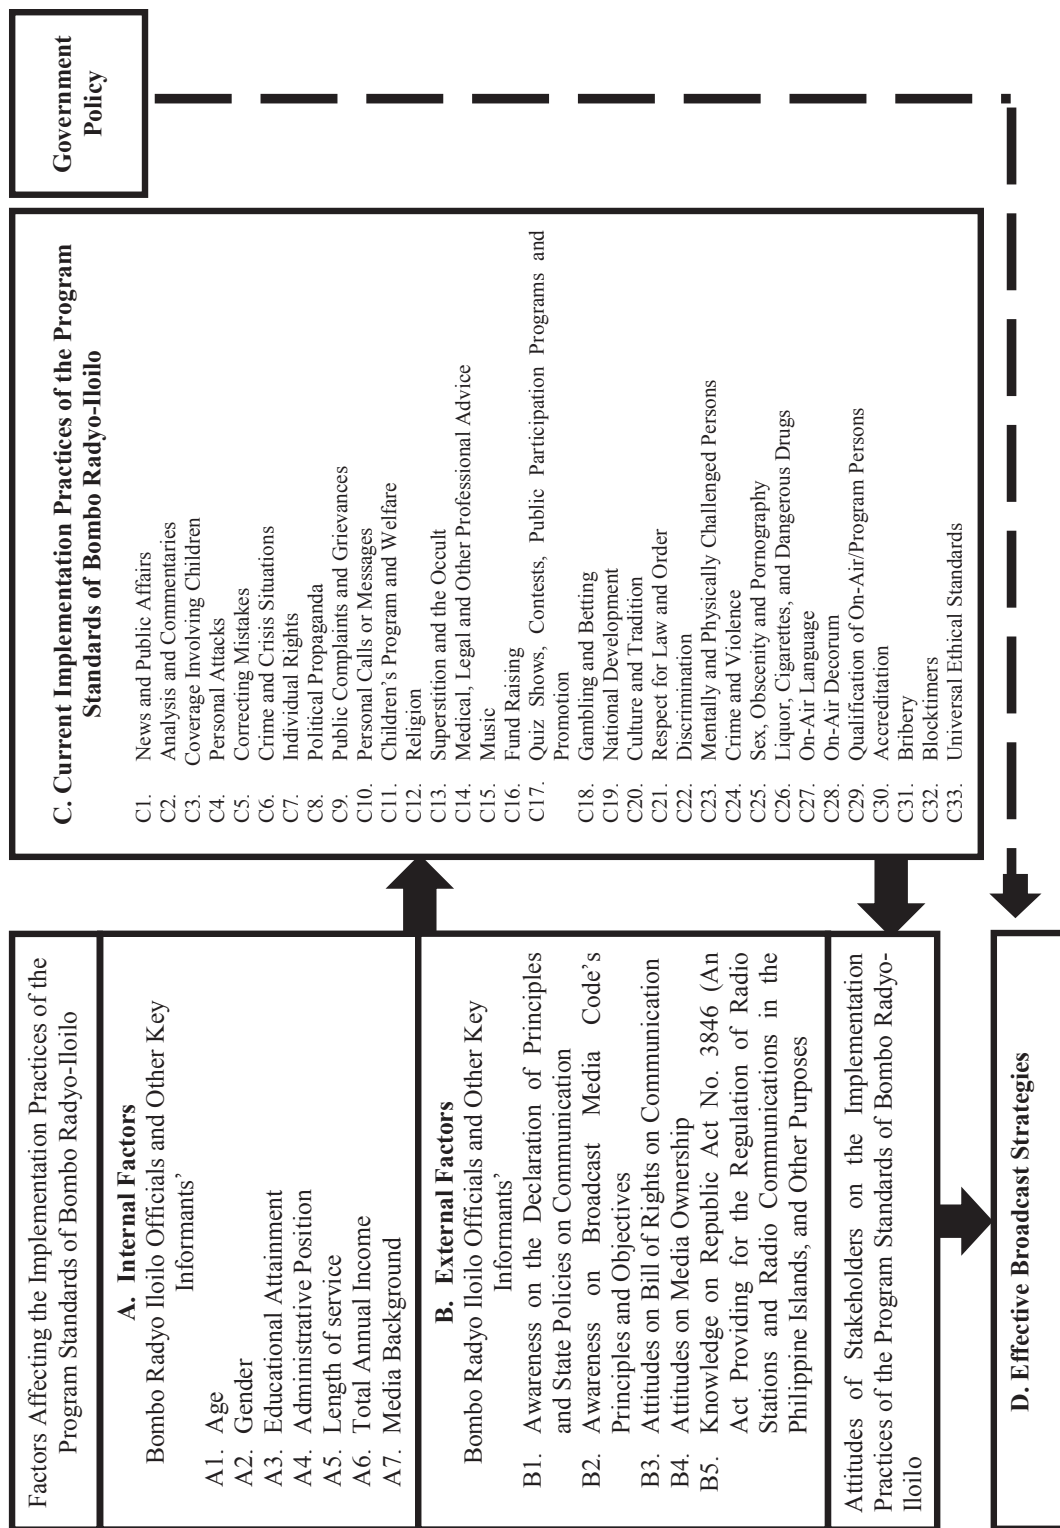 Factors Affecting the Implementation Practices of the
Program Standards of Bombo Radyo-Iloilo
A. Internal Factors
Bombo Radyo Iloilo Officials and Other Key
Informants'
A1. Age
A2. Gender
A3. Educational Attainment
A4. Administrative Position
A5. Length of service
A6. Total Annual Income
A7. Media Background
B. External Factors
Bombo Radyo Iloilo Officials and Other Key
Informants'
B1. Awareness on the Declaration of Principles
and State Policies on Communication
B2. Awareness on Broadcast Media Code's
Principles and Objectives
B3. Attitudes on Bill of Rights on Communication
B4. Attitudes on Media Ownership
B5. Knowledge on Republic Act No. 3846 (An
Act Providing for the Regulation of Radio
Stations and Radio Communications in the
Philippine Islands, and Other Purposes
Attitudes of Stakeholders on the Implementation
Practices of the Program Standards of Bombo Radyo-
Iloilo
C. Current Implementation Practices of the Program
Standards of Bombo Radyo-Iloilo
C1. News and Public Affairs
C2. Analysis and Commentaries
C3. Coverage Involving Children
C4. Personal Attacks
C5. Correcting Mistakes
C6. Crime and Crisis Situations
C7. Individual Rights
C8. Political Propaganda
C9. Public Complaints and Grievances
C10. Personal Calls or Messages
C11. Children's Program and Welfare
C12. Religion
C13. Superstition and the Occult
C14. Medical, Legal and Other Professional Advice
C15. Music
C16. Fund Raising
C17. Quiz Shows, Contests, Public Participation Programs and
Promotion
C18. Gambling and Betting
C19. National Development
C20. Culture and Tradition
C21. Respect for Law and Order
C22. Discrimination
C23. Mentally and Physically Challenged Persons
C24. Crime and Violence
C25. Sex, Obscenity and Pornography
C26. Liquor, Cigarettes, and Dangerous Drugs
C27. On-Air Language
C28. On-Air Decorum
C29. Qualification of On-Air/Program Persons
C30. Accreditation
C31. Bribery
C32. Blocktimers
C33. Universal Ethical Standards
Government
Policy
D. Effective Broadcast Strategies